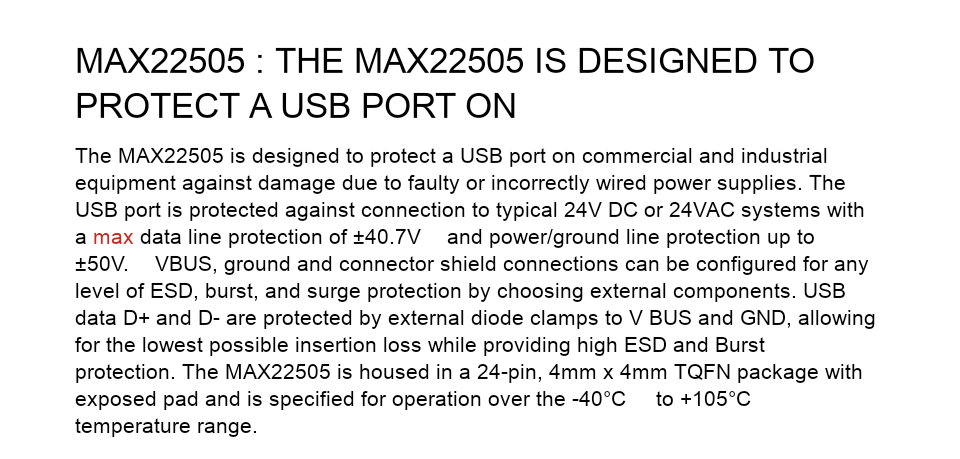 MAX22505 : THE MAX22505 IS DESIGNED TO
PROTECT A USB PORT ON
The MAX22505 is designed to protect a USB port on commercial and industrial
equipment against damage due to faulty or incorrectly wired power supplies. The
USB port is protected against connection to typical 24V DC or 24VAC systems with
a max data line protection of ±40.7V and power/ground line protection up to
±50V. VBUS, ground and connector shield connections can be configured for any
level of ESD, burst, and surge protection by choosing external components. USB
data D+ and D- are protected by external diode clamps to V BUS and GND, allowing
for the lowest possible insertion loss while providing high ESD and Burst
protection. The MAX22505 is housed in a 24-pin, 4mm x 4mm TQFN package with
exposed pad and is specified for operation over the -40°C to +105°C
temperature range.